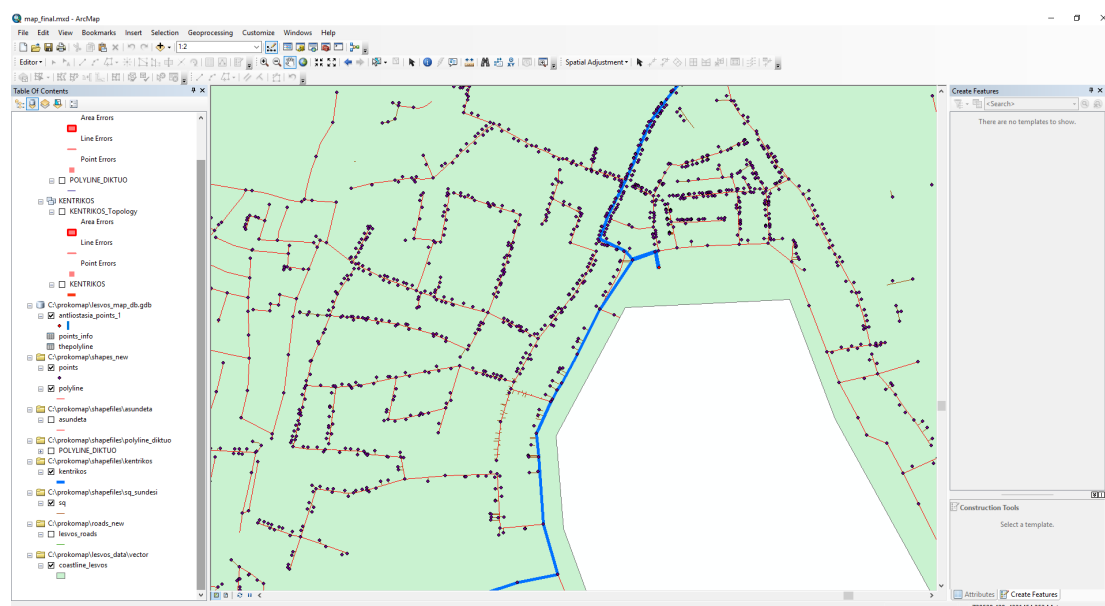 map_final.mxd - ArcMap
File Edit View Bookmarks Insert Selection Geoprocessing Customize Windows Help
1:2
Editor Spatial Adjustment
Table Of Contents
Area Errors
Line Errors
Point Errors
POLYLINE_DIKTUO
KENTRIKOS
KENTRIKOS_Topology
Area Errors
Line Errors
Point Errors
KENTRIKOS
C:\prokomap\lesvos_map_db.gdb
antiostasia_points_1
points_info
thepolyline
C:\prokomap\shapes_new
points
polyline
C:\prokomap\shapefiles\asundeta
asundeta
C:\prokomap\shapefiles\polyline_diktuo
POLYLINE_DIKTUO
C:\prokomap\shapefiles\kentrikos
kentrikos
C:\prokomap\shapefiles\sq_sundesi
sq
C:\prokomap\roads_new
lesvos_roads
C:\prokomap\lesvos_data\vector
coastline_lesvos
Create Features
<Search>
There are no templates to show.
Construction Tools
Select a template.
Attributes Create Features